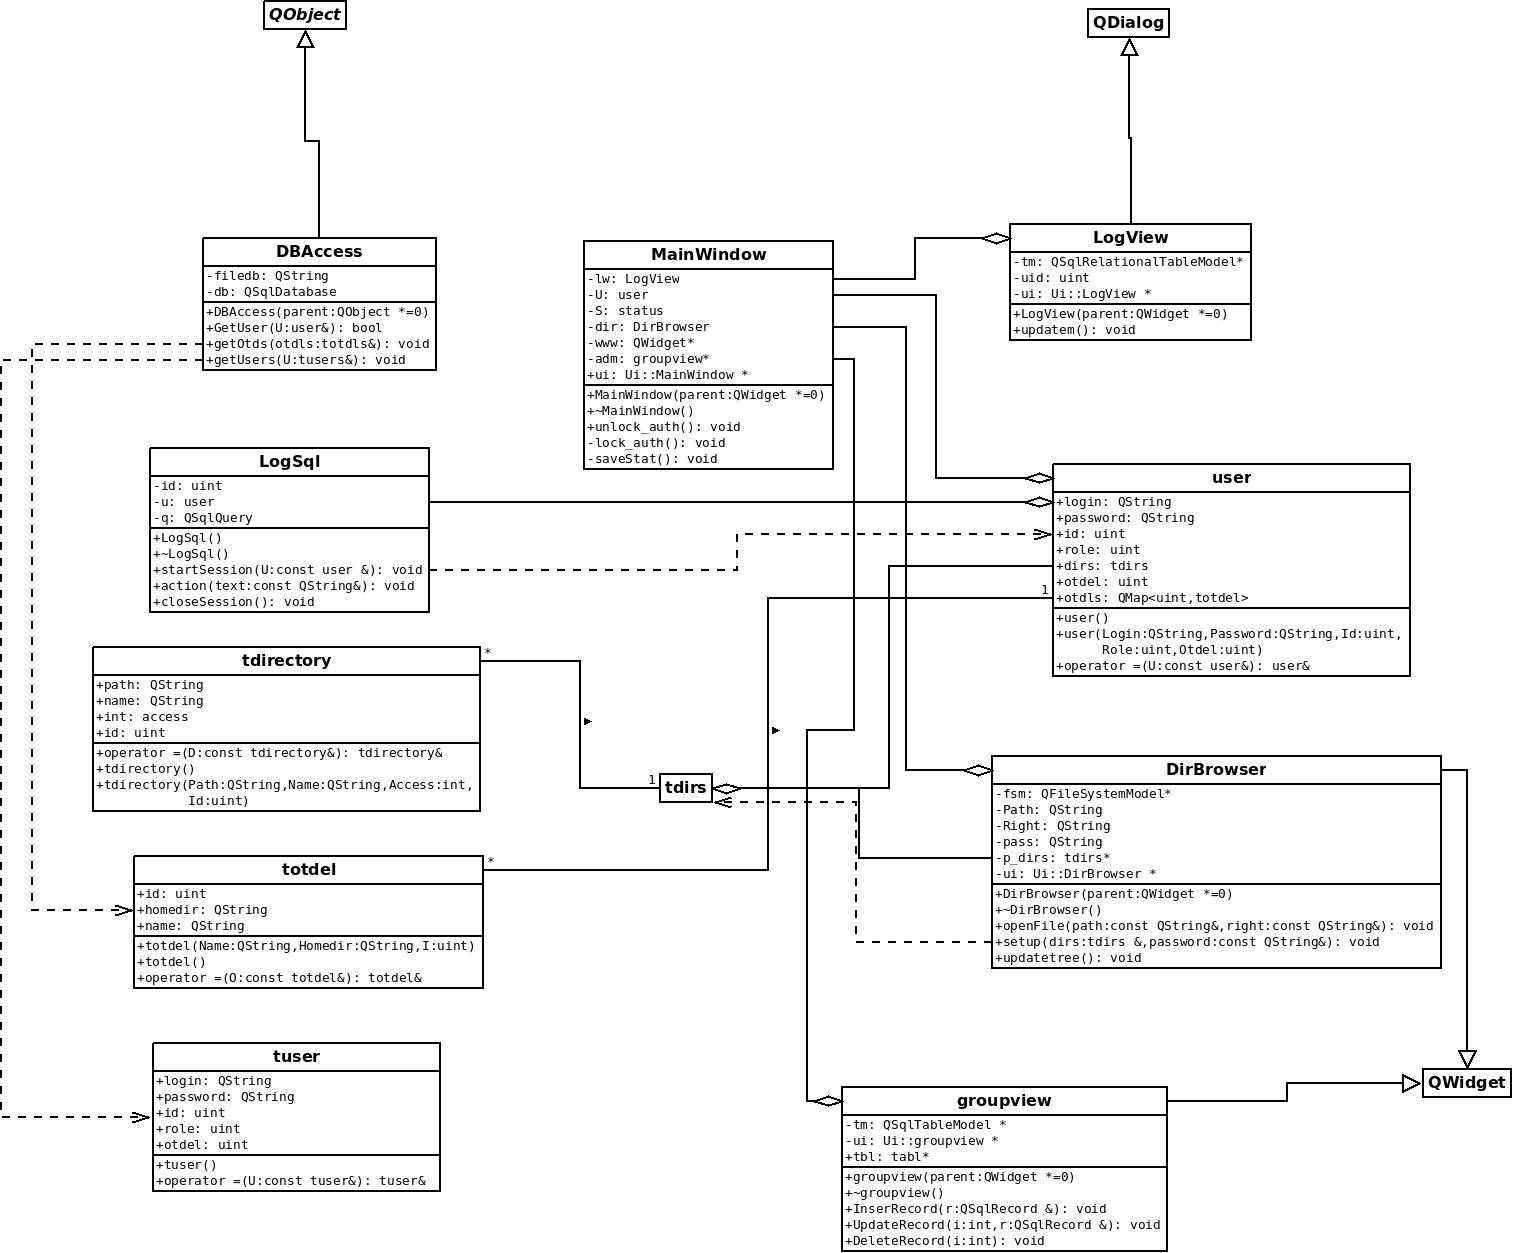 QObject
QDialog
DBAccess
-filedb: QString
-db: QSqlDatabase
+DBAccess(parent:QObject *=0)
+GetUser(U:user&): bool
+getOtds(otdls:totdls&): void
+getUsers(U:tusers&): void
MainWindow
-lw: LogView
-U: user
-S: status
-dir: DirBrowser
-www: QWidget*
-adm: groupview*
+ui: Ui::MainWindow *
+MainWindow(parent:QWidget *=0)
+~MainWindow()
+unlock_auth(): void
-lock_auth(): void
-saveStat(): void
LogView
-tm: QSqlRelationalTableModel*
-uid: uint
-ui: Ui::LogView *
+LogView(parent:QWidget *=0)
+updatem(): void
LogSql
-id: uint
-u: user
-q: QSqlQuery
+LogSql()
+~LogSql()
+startSession(U:const user &): void
+action(text:const QString&): void
+closeSession(): void
user
+login: QString
+password: QString
+id: uint
+role: uint
+dirs: tdirs
+otdel: uint
+otdls: QMap<uint,totdel>
1
+user()
+user(Login:QString,Password:QString,Id:uint,
Role:uint,Otdel:uint)
+operator =(U:const user&): user&
tdirectory
*
+path: QString
+name: QString
+int: access
+id: uint
+operator =(D:const tdirectory&): tdirectory&
+tdirectory()
+tdirectory(Path:QString,Name:QString,Access:int,
Id:uint)
1
tdirs
DirBrowser
-fsm: QFileSystemModel*
-Path: QString
-Right: QString
-pass: QString
-p_dirs: tdirs*
-ui: Ui::DirBrowser *
+DirBrowser(parent:QWidget *=0)
+~DirBrowser()
+openFile(path:const QString&,right:const QString&): void
+setup(dirs:tdirs &,password:const QString&): void
+updatetree(): void
totdel
*
+id: uint
+homedir: QString
+name: QString
+totdel(Name:QString,Homedir:QString,I:uint)
+totdel()
+operator =(O:const totdel&): totdel&
tuser
+login: QString
+password: QString
+id: uint
+role: uint
+otdel: uint
+tuser()
+operator =(U:const tuser&): tuser&
QWidget
groupview
-tm: QSqlTableModel *
-ui: Ui::groupview *
+tbl: tabl*
+groupview(parent:QWidget *=0)
+~groupview()
+InserRecord(r:QSqlRecord &): void
+UpdateRecord(i:int,r:QSqlRecord &): void
+DeleteRecord(i:int): void